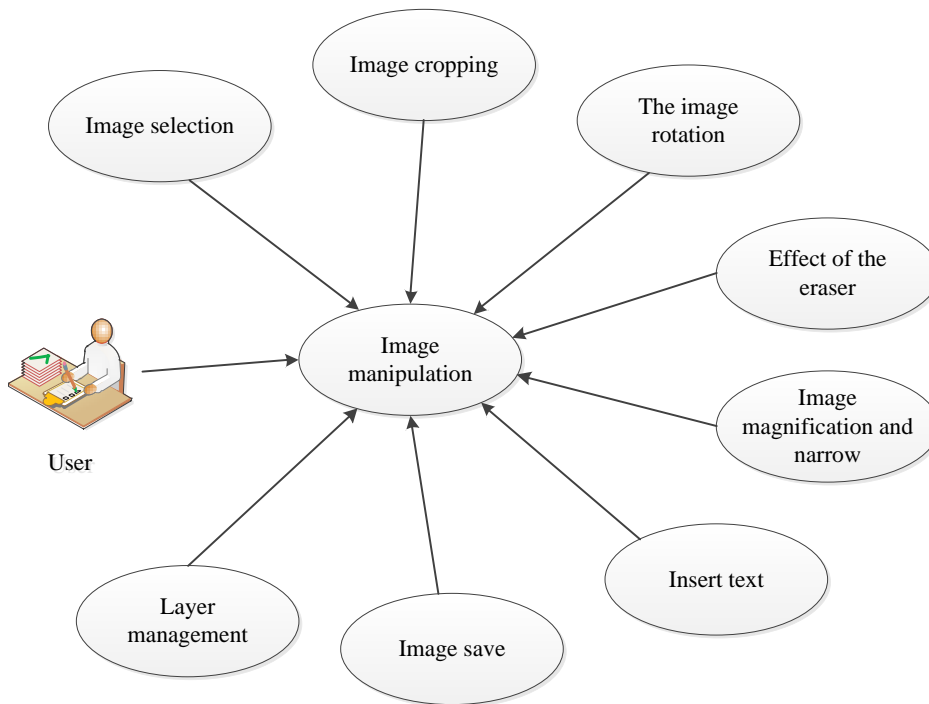 Image cropping
Image selection
The image
rotation
Effect of the
eraser
Image
manipulation
Image
magnification and
narrow
User
Insert text
Layer
management
Image save